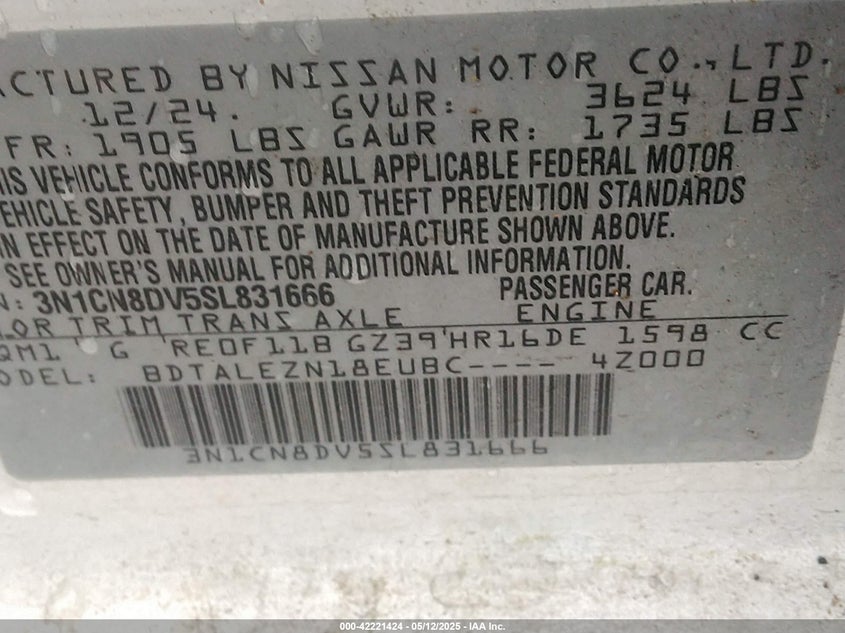 ACTURED BY NISSAN MOTOR CO., LTD.
12/24. GVWR: 3624 LBS
FR: 1905 LBS GAWR RR: 1735 LBS
IS VEHICLE CONFORMS TO ALL APPLICABLE FEDERAL MOTOR
EHICLE SAFETY, BUMPER AND THEFT PREVENTION STANDARDS
N EFFECT ON THE DATE OF MANUFACTURE SHOWN ABOVE.
SEE OWNER'S MANUAL FOR ADDITIONAL INFORMATION.
N: 3N1CN8DV5SL831666 PASSENGER CAR.
LOR TRIM TRANS AXLE ENGINE
QM1 G RE0F11B GZ39 HR16DE 1598 CC
ODEL: BDTALEZN18EUBC---- 4Z000
3N1CN8DV5SL831666
000-42221424 - 05/12/2025 - IAA Inc.